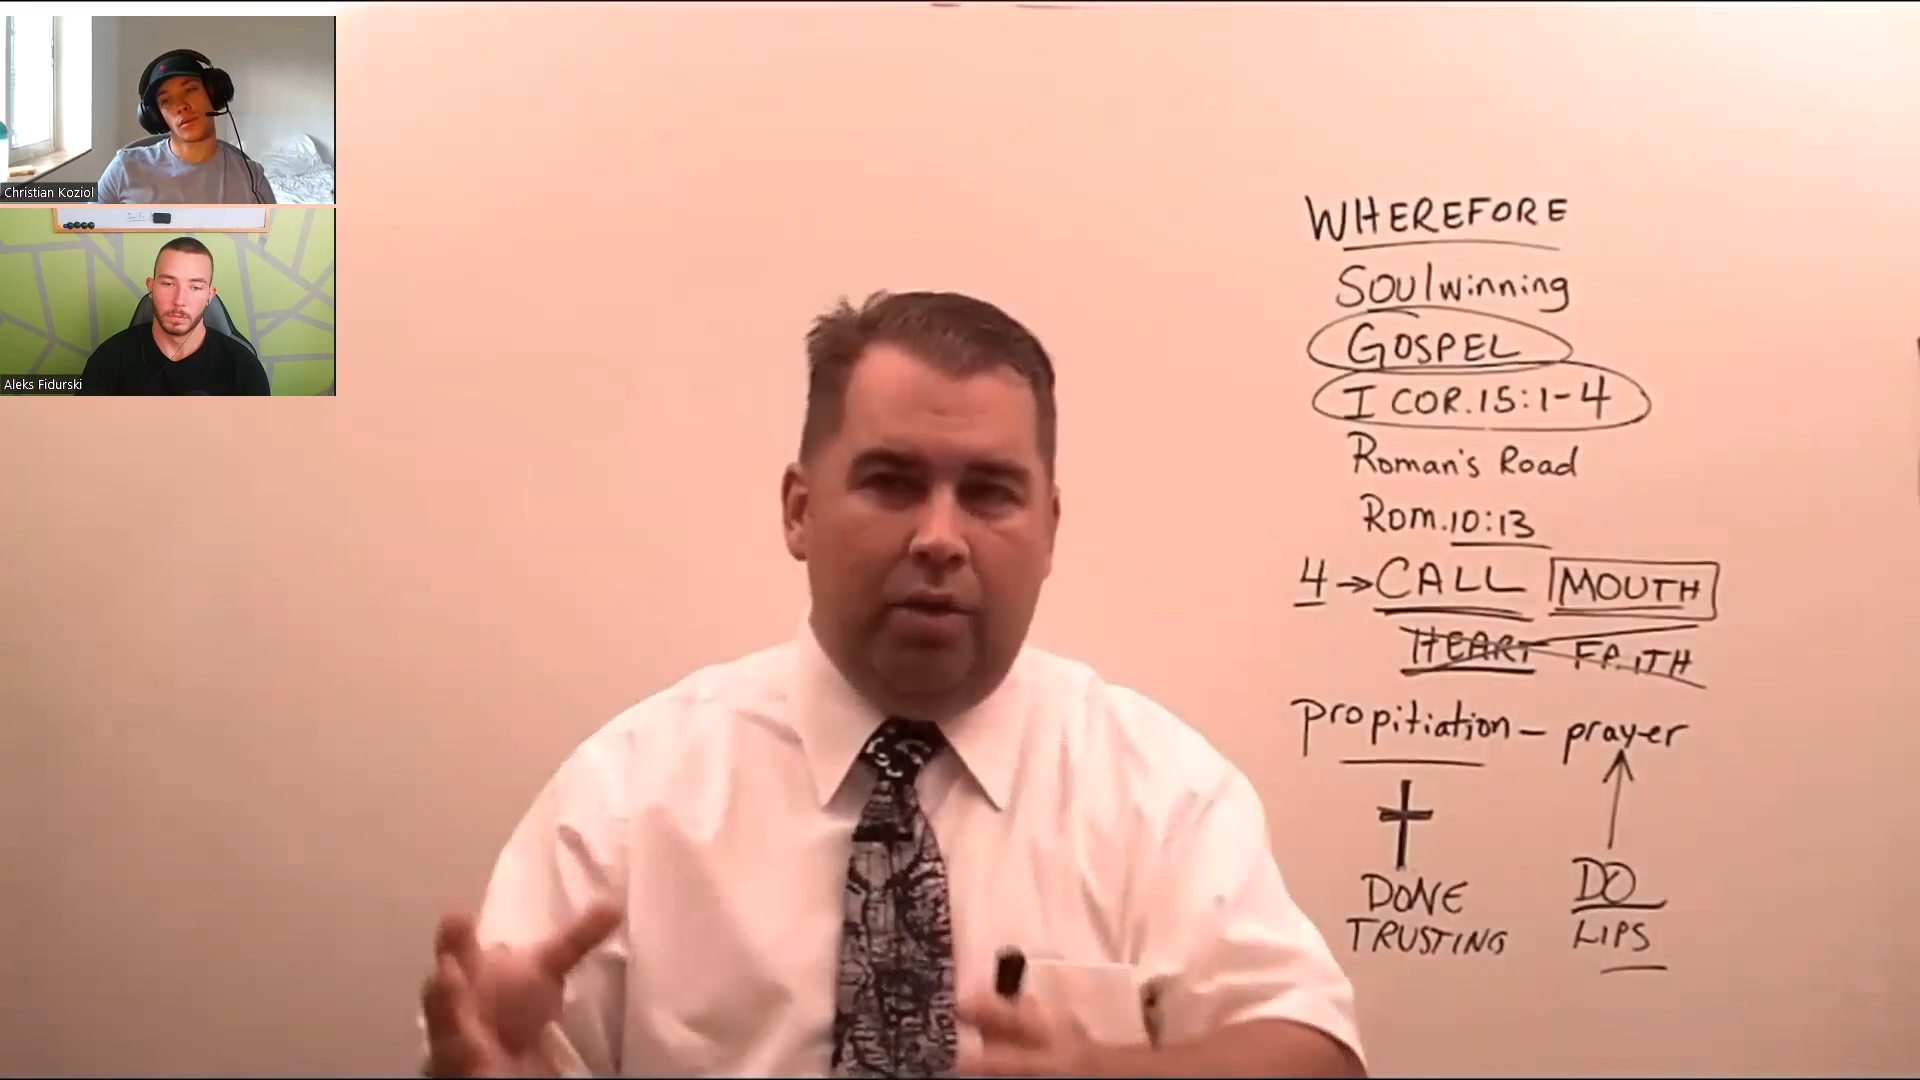 Christian Koziol
Aleks Fidurski
WHEREFORE
Soulwinning
GOSPEL
I COR. 15:1-4
Roman's Road
Rom. 10:13
4 → CALL MOUTH
HEART FAITH
propitiation – prayer
DONE DO
TRUSTING LIPS